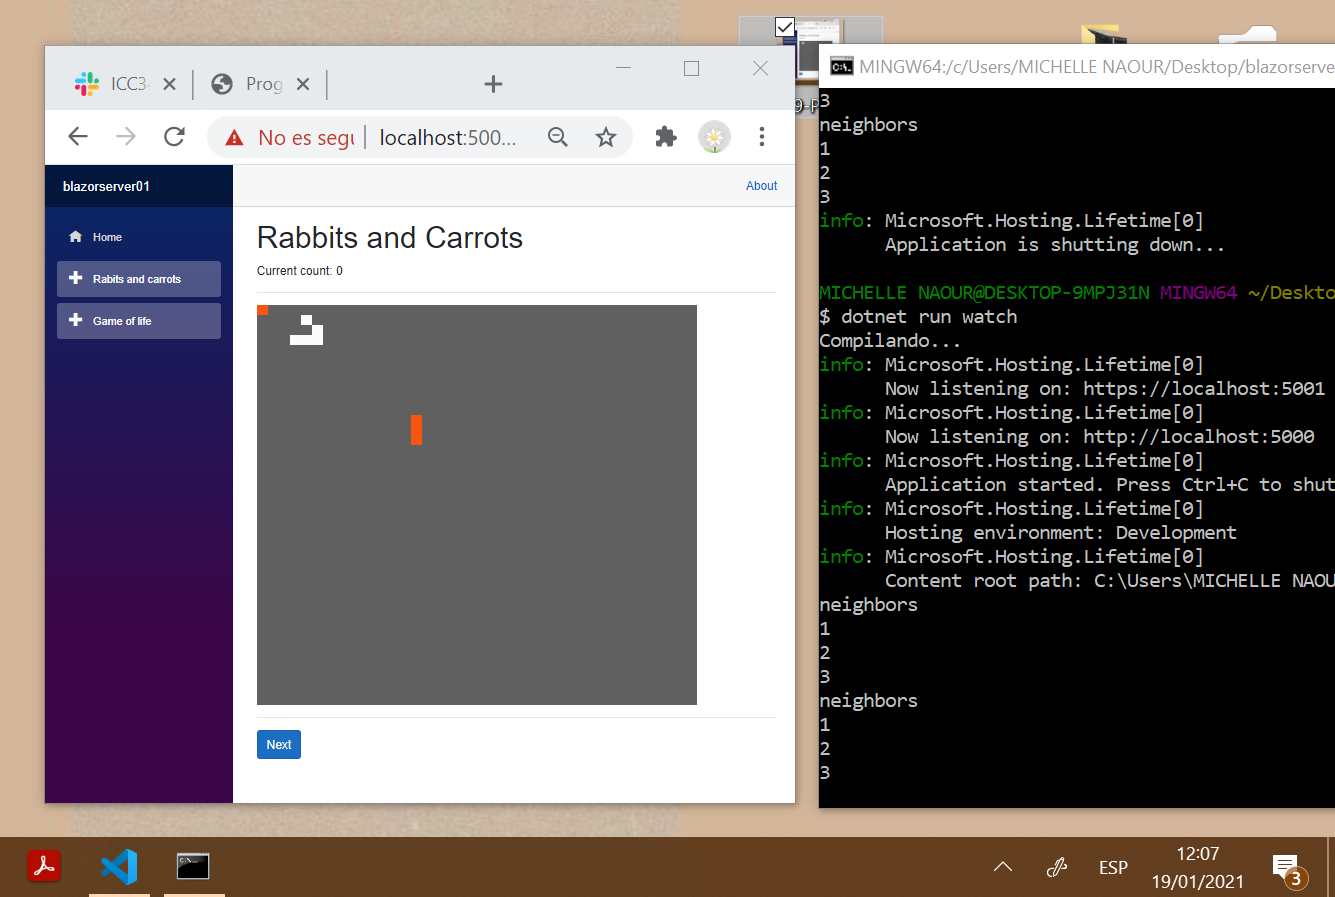 ICC3
Prog
No es segu
localhost:500...
blazorserver01
About
Home
Rabits and carrots
Game of life
Rabbits and Carrots
Current count: 0
Next
9-P
MINGW64:/c/Users/MICHELLE NAOUR/Desktop/blazorserve
3
neighbors
1
2
3
info: Microsoft.Hosting.Lifetime[0]
Application is shutting down...
MICHELLE NAOUR@DESKTOP-9MPJ31N MINGW64 ~/Deskto
$ dotnet run watch
Compilando...
info: Microsoft.Hosting.Lifetime[0]
Now listening on: https://localhost:5001
info: Microsoft.Hosting.Lifetime[0]
Now listening on: http://localhost:5000
info: Microsoft.Hosting.Lifetime[0]
Application started. Press Ctrl+C to shut
info: Microsoft.Hosting.Lifetime[0]
Hosting environment: Development
info: Microsoft.Hosting.Lifetime[0]
Content root path: C:\Users\MICHELLE NAOU
neighbors
1
2
3
neighbors
1
2
3
ESP
12:07
19/01/2021
3